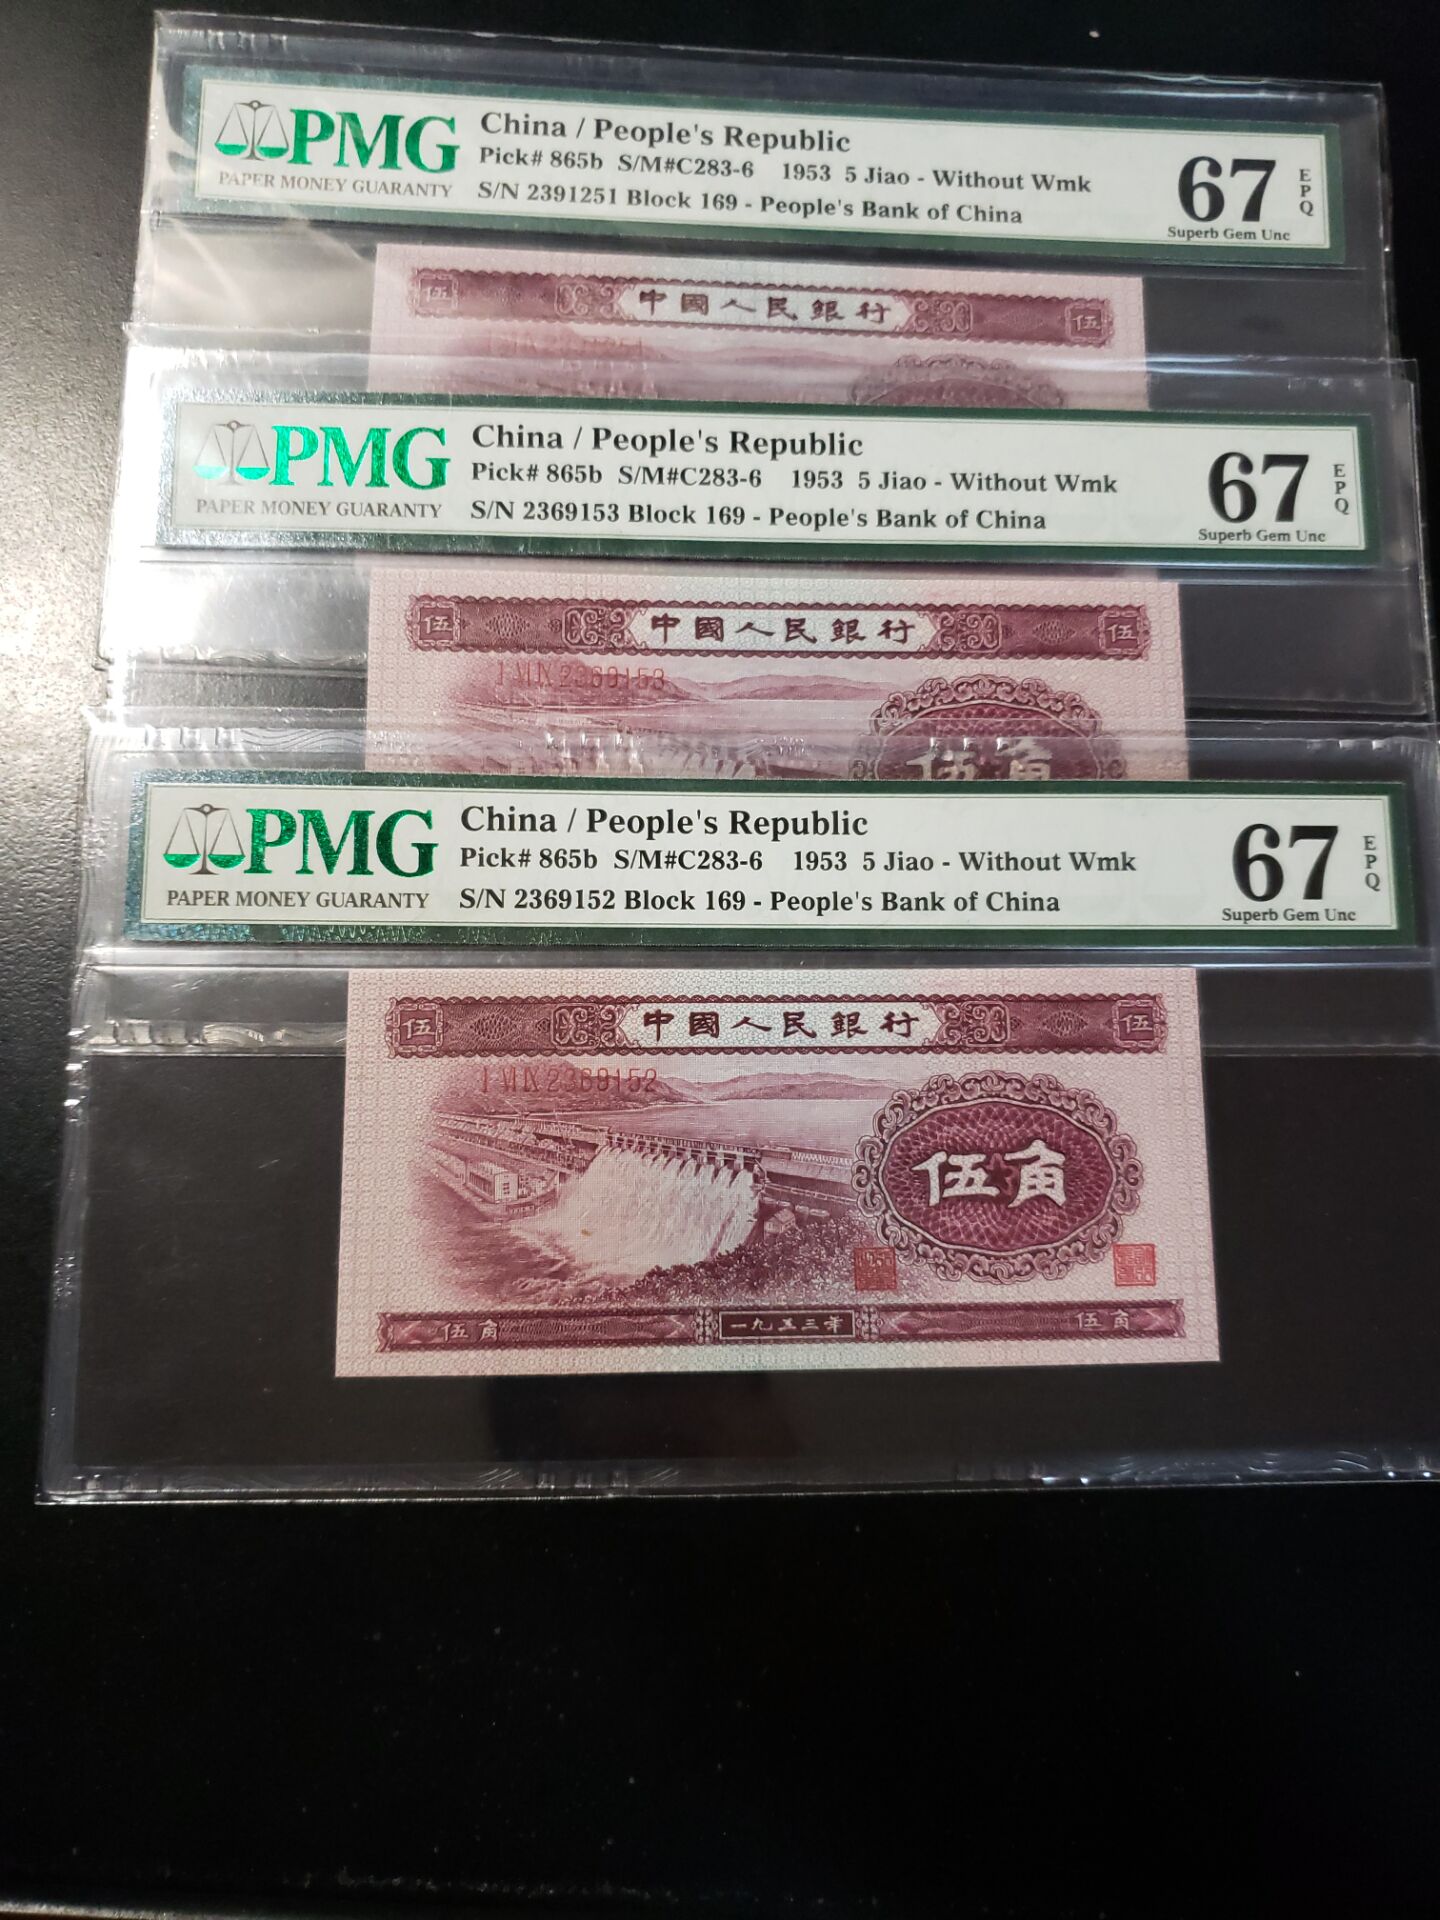 PMG
PAPER MONEY GUARANTY
China / People's Republic
Pick# 865b S/M#C283-6 1953 5 Jiao - Without Wmk
S/N 2391251 Block 169 - People's Bank of China
67
EPQ
Superb Gem Unc
伍 中國人民銀行 伍
PMG
PAPER MONEY GUARANTY
China / People's Republic
Pick# 865b S/M#C283-6 1953 5 Jiao - Without Wmk
S/N 2369153 Block 169 - People's Bank of China
67
EPQ
Superb Gem Unc
伍 中國人民銀行 伍
I VI IX 2369153
伍角
PMG
PAPER MONEY GUARANTY
China / People's Republic
Pick# 865b S/M#C283-6 1953 5 Jiao - Without Wmk
S/N 2369152 Block 169 - People's Bank of China
67
EPQ
Superb Gem Unc
伍 中國人民銀行 伍
I VI IX 2369152
伍角
伍角 一九五三年 伍角